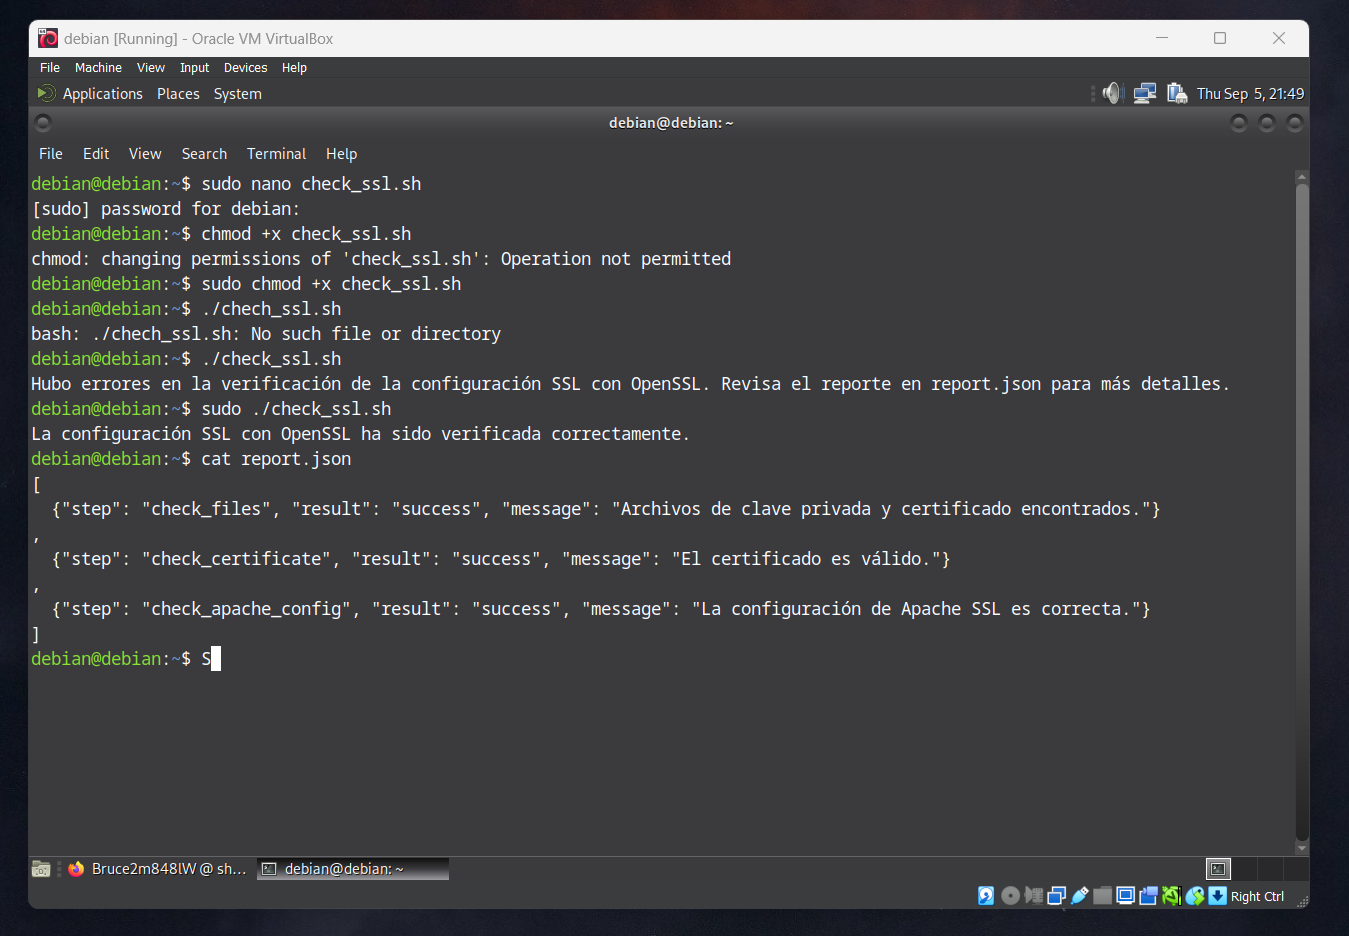 debian [Running] - Oracle VM VirtualBox
File Machine View Input Devices Help
Applications Places System Thu Sep 5, 21:49
debian@debian: ~
File Edit View Search Terminal Help
debian@debian:~$ sudo nano check_ssl.sh
[sudo] password for debian:
debian@debian:~$ chmod +x check_ssl.sh
chmod: changing permissions of 'check_ssl.sh': Operation not permitted
debian@debian:~$ sudo chmod +x check_ssl.sh
debian@debian:~$ ./chech_ssl.sh
bash: ./chech_ssl.sh: No such file or directory
debian@debian:~$ ./check_ssl.sh
Hubo errores en la verificación de la configuración SSL con OpenSSL. Revisa el reporte en report.json para más detalles.
debian@debian:~$ sudo ./check_ssl.sh
La configuración SSL con OpenSSL ha sido verificada correctamente.
debian@debian:~$ cat report.json
[
  {"step": "check_files", "result": "success", "message": "Archivos de clave privada y certificado encontrados."}
,
  {"step": "check_certificate", "result": "success", "message": "El certificado es válido."}
,
  {"step": "check_apache_config", "result": "success", "message": "La configuración de Apache SSL es correcta."}
]
debian@debian:~$ S
Bruce2m848lW @ sh... debian@debian: ~
Right Ctrl